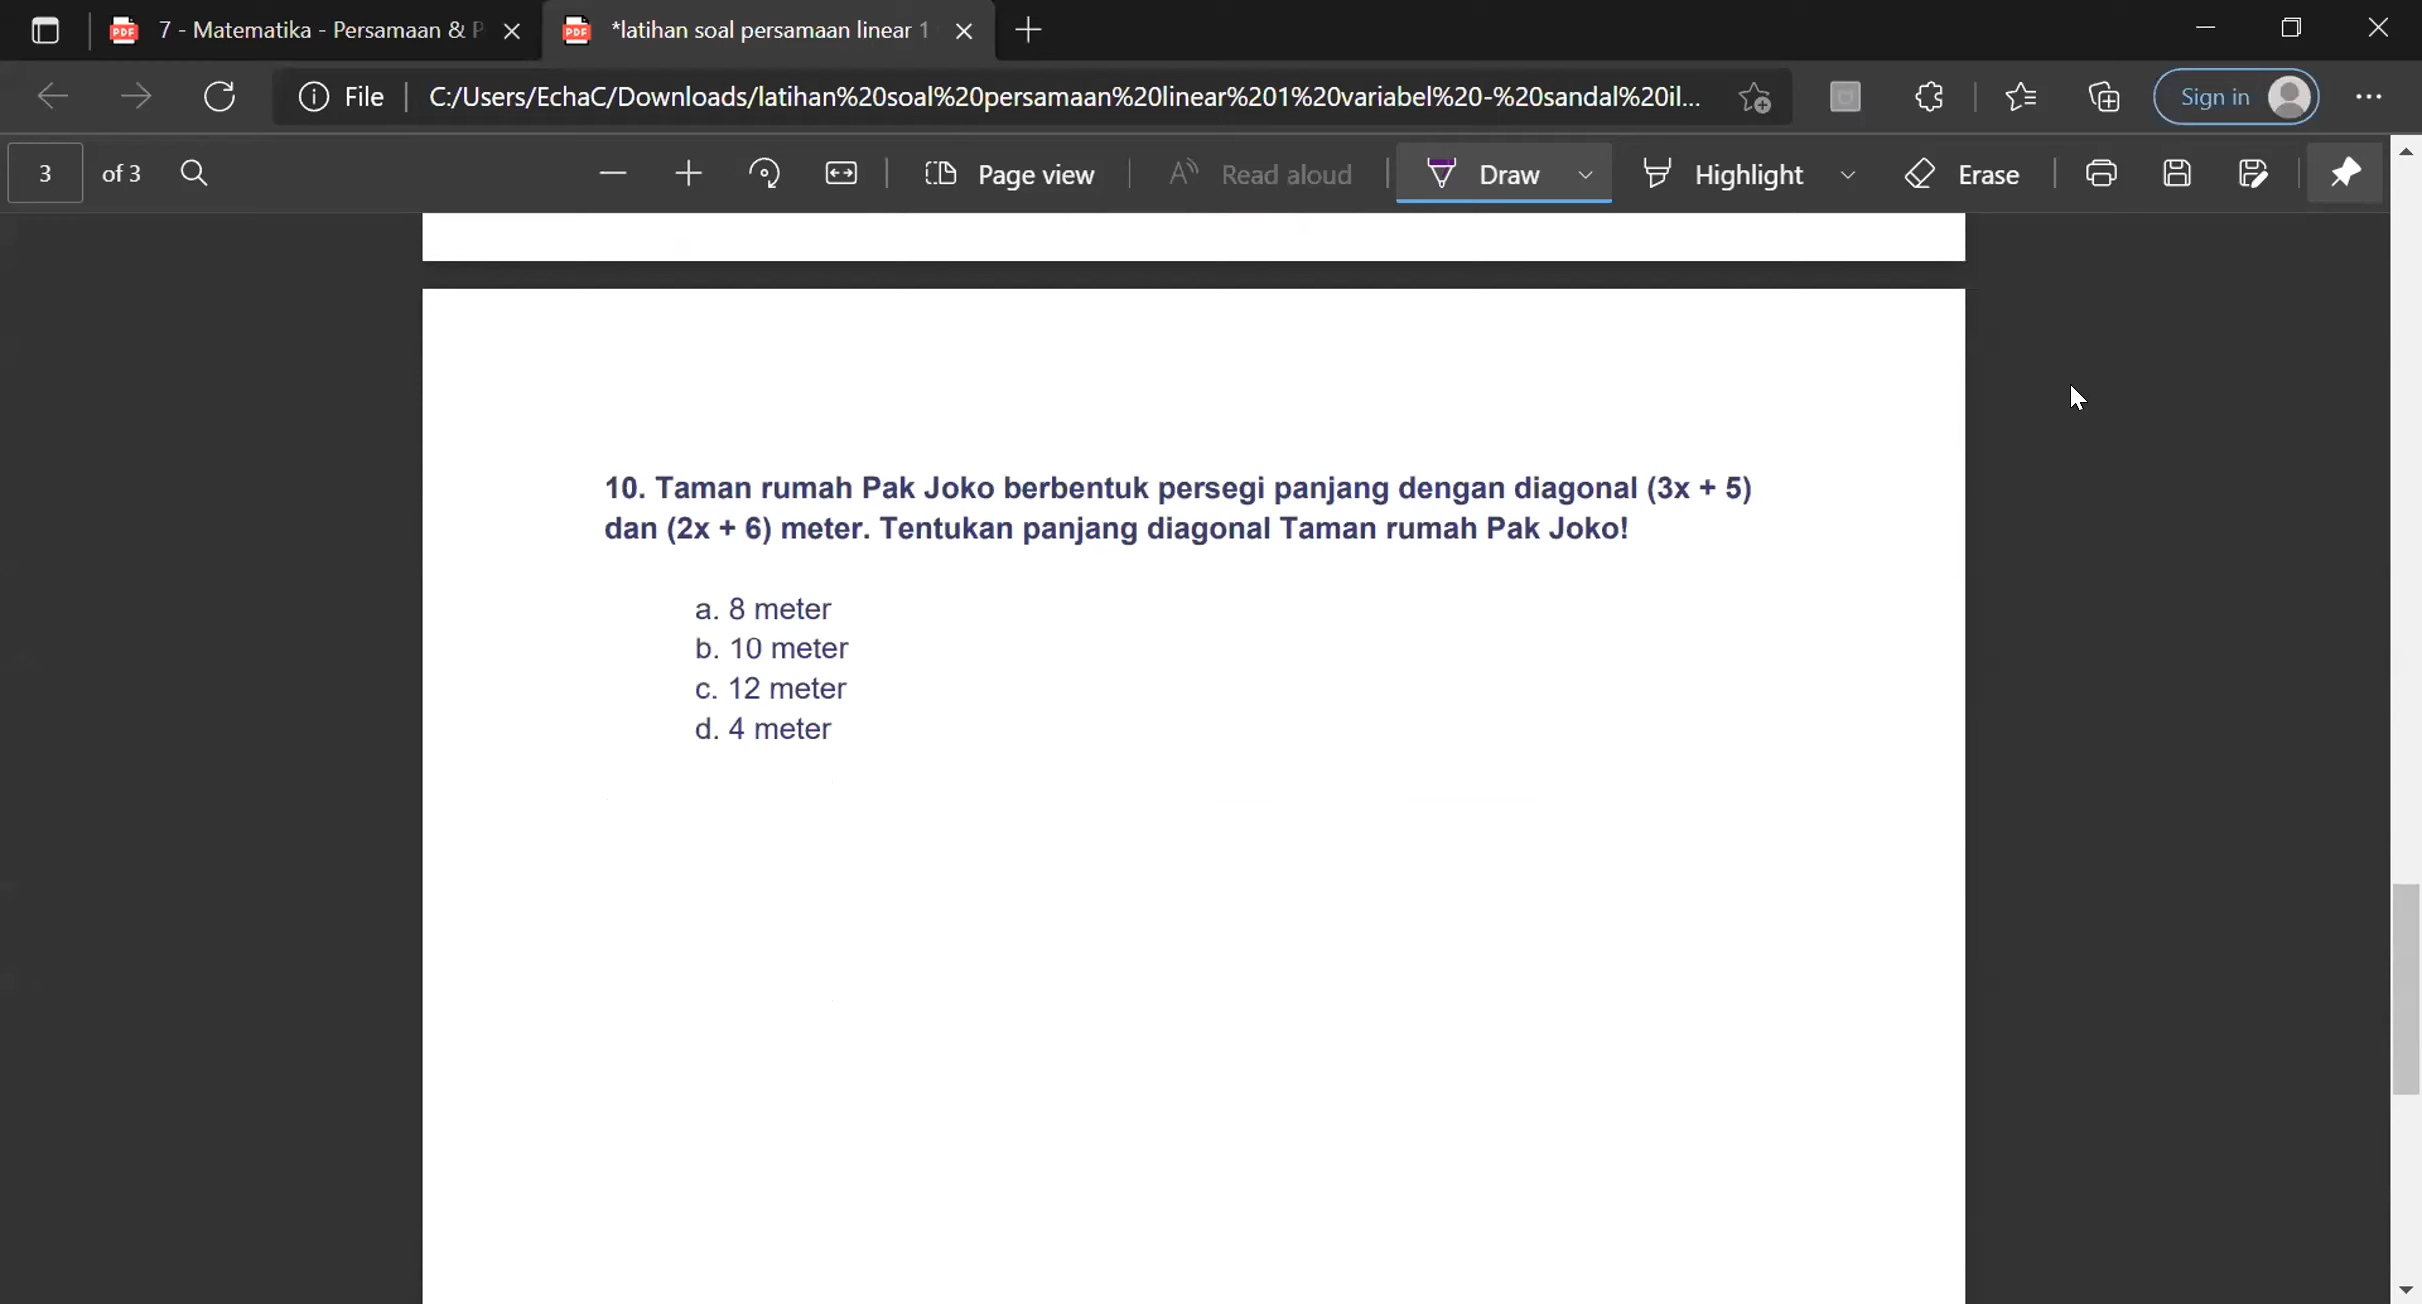 7 - Matematika - Persamaan & P
*latihan soal persamaan linear 1
File
C:/Users/EchaC/Downloads/latihan%20soal%20persamaan%20linear%201%20variabel%20-%20sandal%20il...
Sign in
3 of 3
Page view
Read aloud
Draw
Highlight
Erase
10. Taman rumah Pak Joko berbentuk persegi panjang dengan diagonal (3x + 5)
dan (2x + 6) meter. Tentukan panjang diagonal Taman rumah Pak Joko!
a. 8 meter
b. 10 meter
c. 12 meter
d. 4 meter